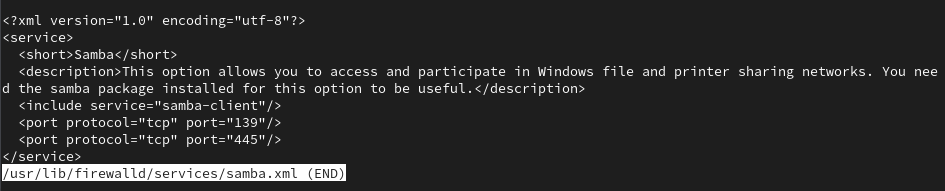 <?xml version="1.0" encoding="utf-8"?>
<service>
  <short>Samba</short>
  <description>This option allows you to access and participate in Windows file and printer sharing networks. You nee
d the samba package installed for this option to be useful.</description>
  <include service="samba-client"/>
  <port protocol="tcp" port="139"/>
  <port protocol="tcp" port="445"/>
</service>
/usr/lib/firewalld/services/samba.xml (END)